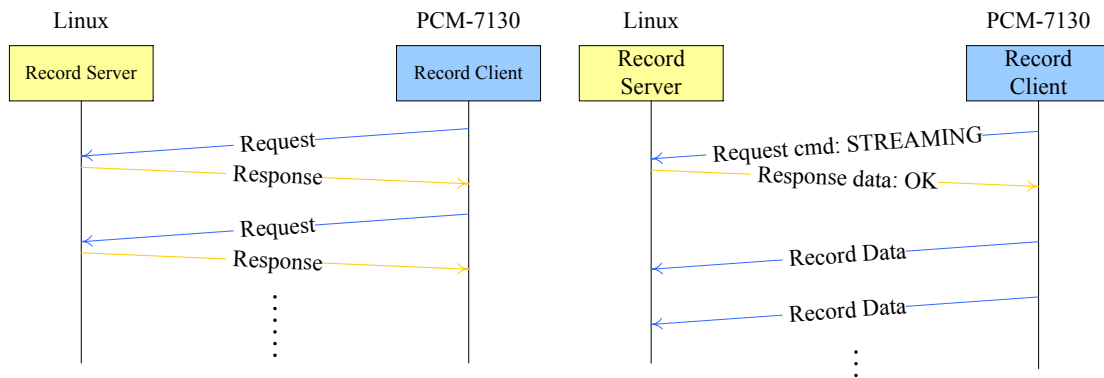 Linux
PCM-7130
Record Server
Record Client
Request
Response
Request
Response
Linux
PCM-7130
Record
Server
Record
Client
Request cmd: STREAMING
Response data: OK
Record Data
Record Data